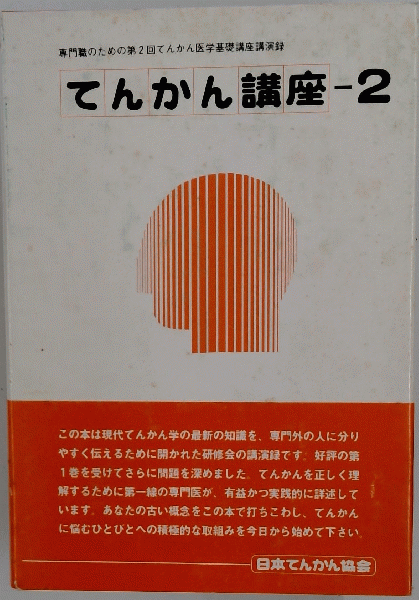 専門職のための第2回てんかん医学基礎講座講演録
てんかん講座-2
この本は現代てんかん学の最新の知識を、専門外の人に分り
やすく伝えるために開かれた研修会の講演録です。好評の第
1巻を受けてさらに問題を深めました。てんかんを正しく理
解するために第一線の専門医が、有益かつ実践的に詳述して
います。あなたの古い概念をこの本で打ちこわし、てんかん
に悩むひとびとへの積極的な取組みを今日から始めて下さい。
日本てんかん協会